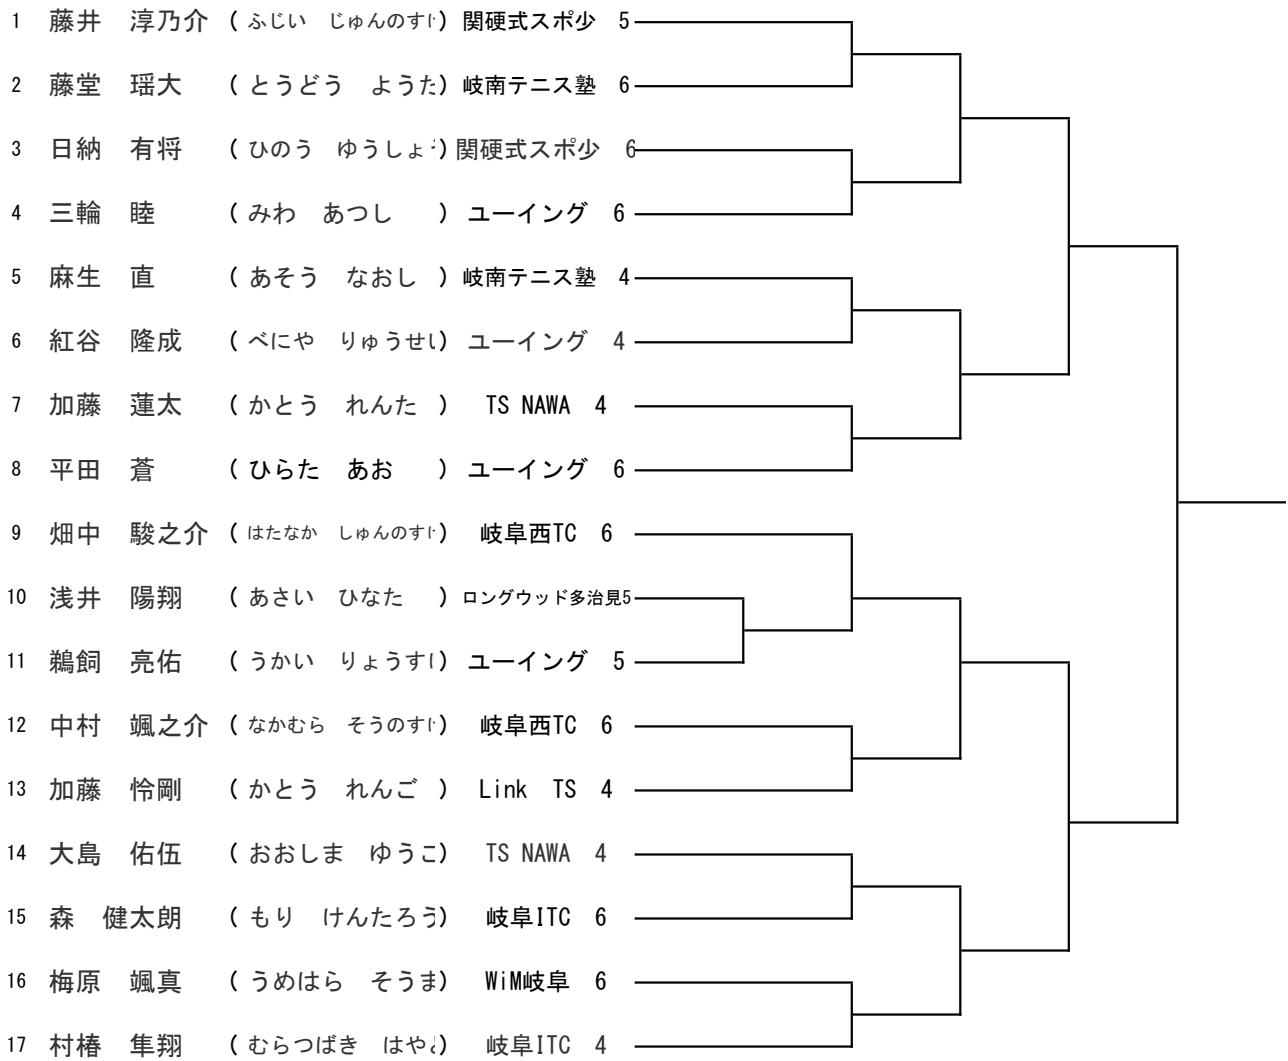 1 藤井 淳乃介 ( ふじい じゅんのすけ) 関硬式スポ少 5
2 藤堂 瑶大 ( とうどう ようた) 岐南テニス塾 6
3 日納 有将 ( ひのう ゆうしょう) 関硬式スポ少 6
4 三輪 睦 ( みわ あつし ) ユーイング 6
5 麻生 直 ( あそう なおし ) 岐南テニス塾 4
6 紅谷 隆成 ( べにや りゅうせい) ユーイング 4
7 加藤 蓮太 ( かとう れんた ) TS NAWA 4
8 平田 蒼 ( ひらた あお ) ユーイング 6
9 畑中 駿之介 ( はたなか しゅんのすけ) 岐阜西TC 6
10 浅井 陽翔 ( あさい ひなた ) ロングウッド多治見5
11 鵜飼 亮佑 ( うかい りょうすけ) ユーイング 5
12 中村 颯之介 ( なかむら そうのすけ) 岐阜西TC 6
13 加藤 怜剛 ( かとう れんご ) Link TS 4
14 大島 佑伍 ( おおしま ゆうご) TS NAWA 4
15 森 健太朗 ( もり けんたろう) 岐阜ITC 6
16 梅原 颯真 ( うめはら そうま) WiM岐阜 6
17 村椿 隼翔 ( むらつばき はやと) 岐阜ITC 4